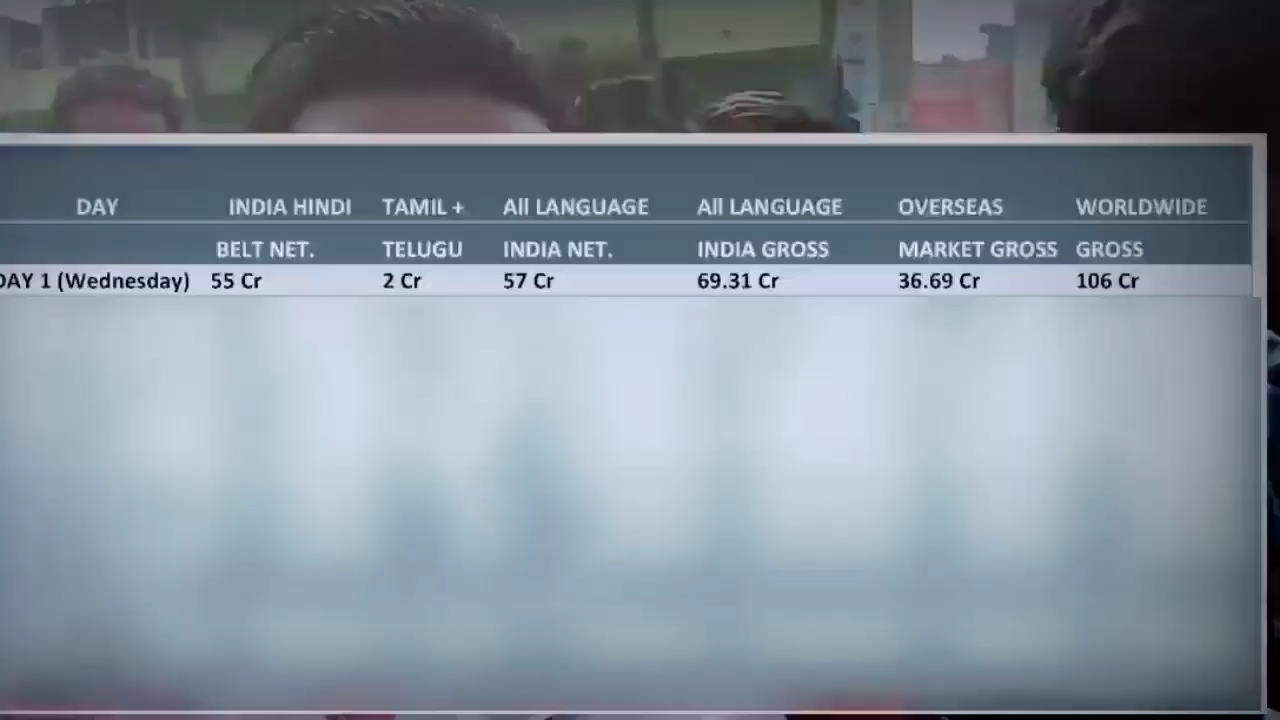 DAY INDIA HINDI TAMIL + All LANGUAGE All LANGUAGE OVERSEAS WORLDWIDE
BELT NET. TELUGU INDIA NET. INDIA GROSS MARKET GROSS GROSS
DAY 1 (Wednesday) 55 Cr 2 Cr 57 Cr 69.31 Cr 36.69 Cr 106 Cr